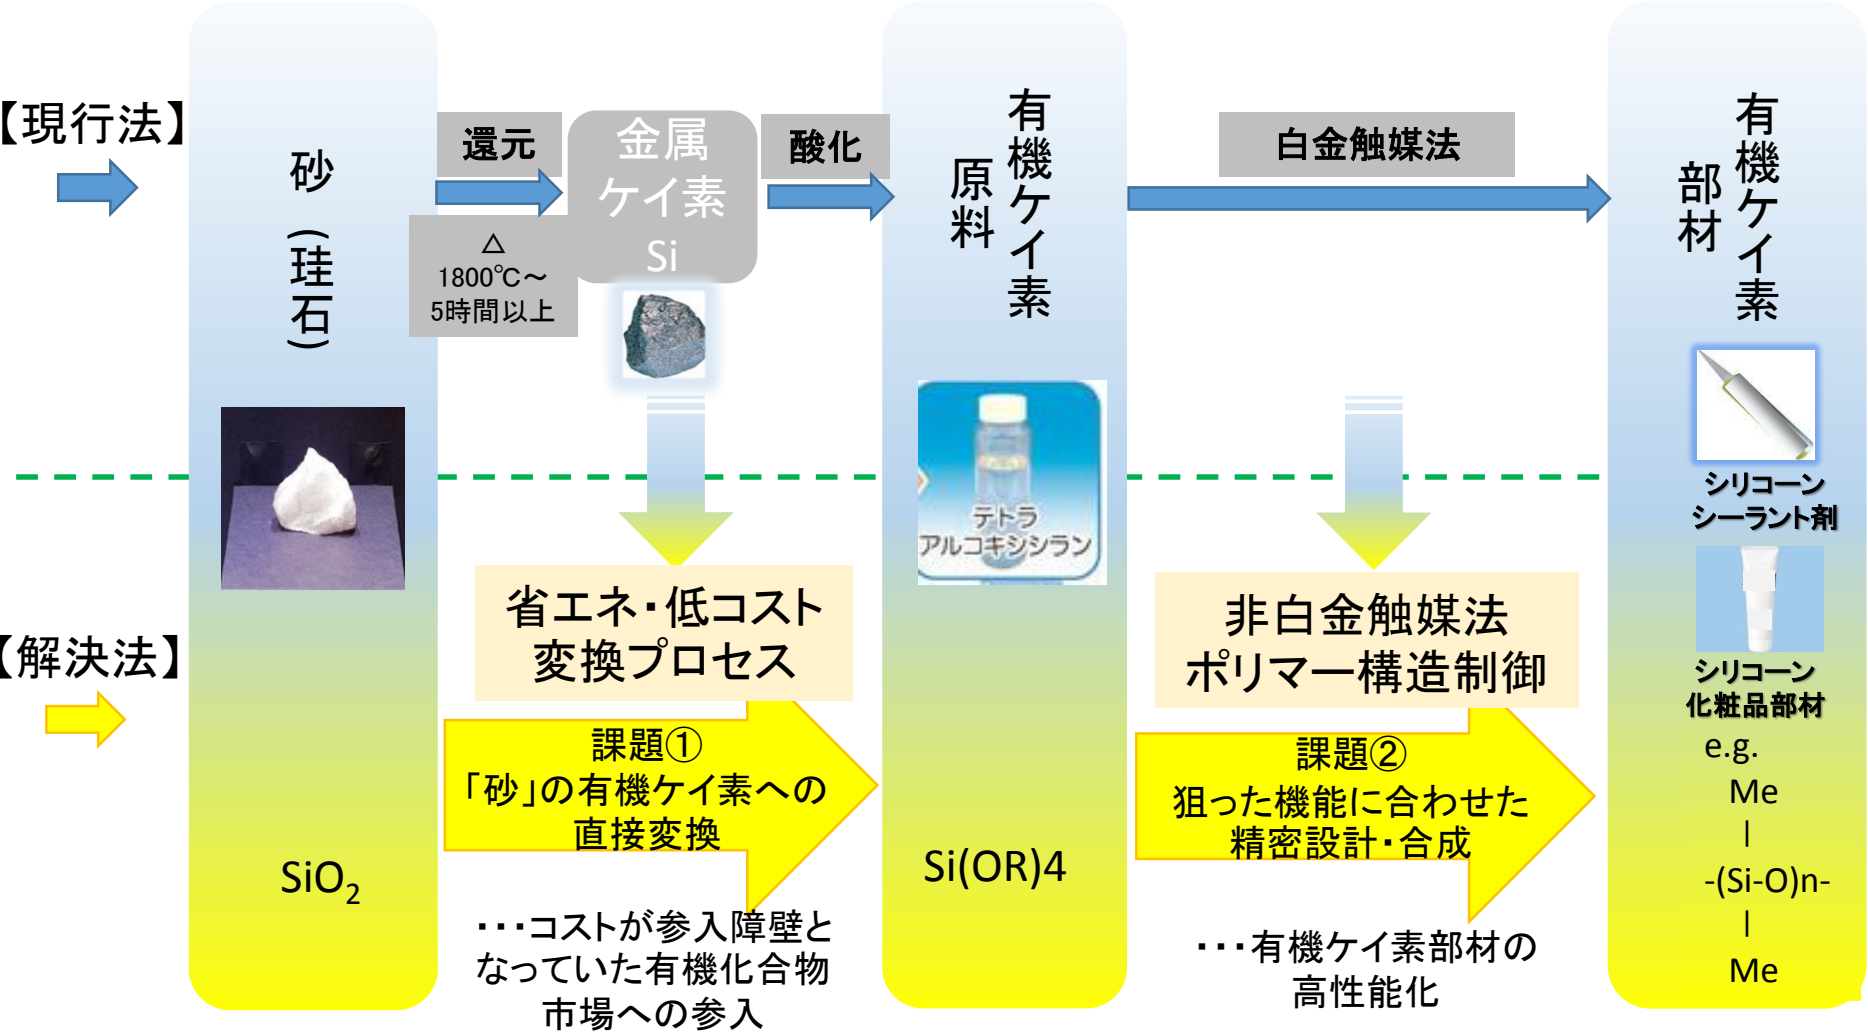 【現行法】
砂(珪石)
還元
△
1800℃～
5時間以上
金属
ケイ素
Si
酸化
有機ケイ素
原料
白金触媒法
有機ケイ素
部材
テトラ
アルコキシシラン
シリコーン
シーラント剤
シリコーン
化粧品部材
【解決法】
省エネ・低コスト
変換プロセス
課題①
「砂」の有機ケイ素への
直接変換
・・・コストが参入障壁と
なっていた有機化合物
市場への参入
非白金触媒法
ポリマー構造制御
課題②
狙った機能に合わせた
精密設計・合成
・・・有機ケイ素部材の
高性能化
SiO₂
Si(OR)4
e.g.
Me
|
-(Si-O)n-
|
Me